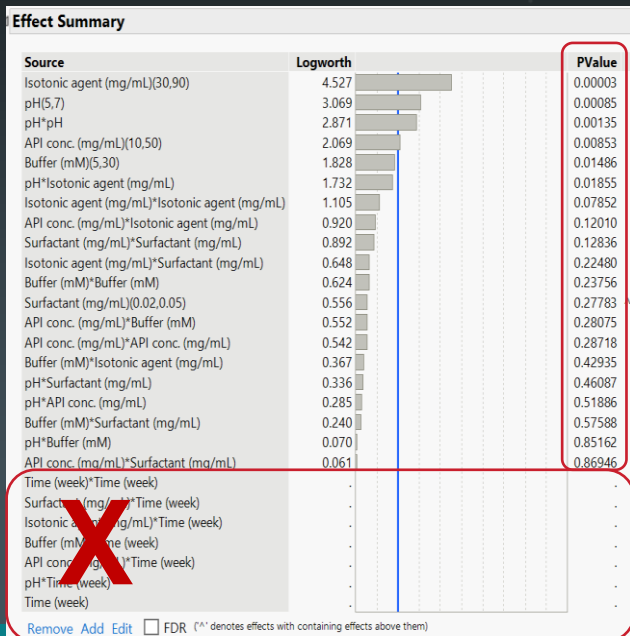 Effect Summary
Source Logworth PValue
Isotonic agent (mg/mL)(30,90) 4.527 0.00003
pH(5,7) 3.069 0.00085
pH*pH 2.871 0.00135
API conc. (mg/mL)(10,50) 2.069 0.00853
Buffer (mM)(5,30) 1.828 0.01486
pH*Isotonic agent (mg/mL) 1.732 0.01855
Isotonic agent (mg/mL)*Isotonic agent (mg/mL) 1.105 0.07852
API conc. (mg/mL)*Isotonic agent (mg/mL) 0.920 0.12010
Surfactant (mg/mL)*Surfactant (mg/mL) 0.892 0.12836
Isotonic agent (mg/mL)*Surfactant (mg/mL) 0.648 0.22480
Buffer (mM)*Buffer (mM) 0.624 0.23756
Surfactant (mg/mL)(0.02,0.05) 0.556 0.27783 ^
API conc. (mg/mL)*Buffer (mM) 0.552 0.28075
API conc. (mg/mL)*API conc. (mg/mL) 0.542 0.28718
Buffer (mM)*Isotonic agent (mg/mL) 0.367 0.42935
pH*Surfactant (mg/mL) 0.336 0.46087
pH*API conc. (mg/mL) 0.285 0.51886
Buffer (mM)*Surfactant (mg/mL) 0.240 0.57588
pH*Buffer (mM) 0.070 0.85162
API conc. (mg/mL)*Surfactant (mg/mL) 0.061 0.86946
Time (week)*Time (week) . .
(mg/mL)*Time (week) . .
Isotonic (mg/mL)*Time (week) . .
Buffer (week) . .
API *Time (week) . .
pH*Time (week) . .
Time (week) . .
X
Remove Add Edit FDR ('^' denotes effects with containing effects above them)